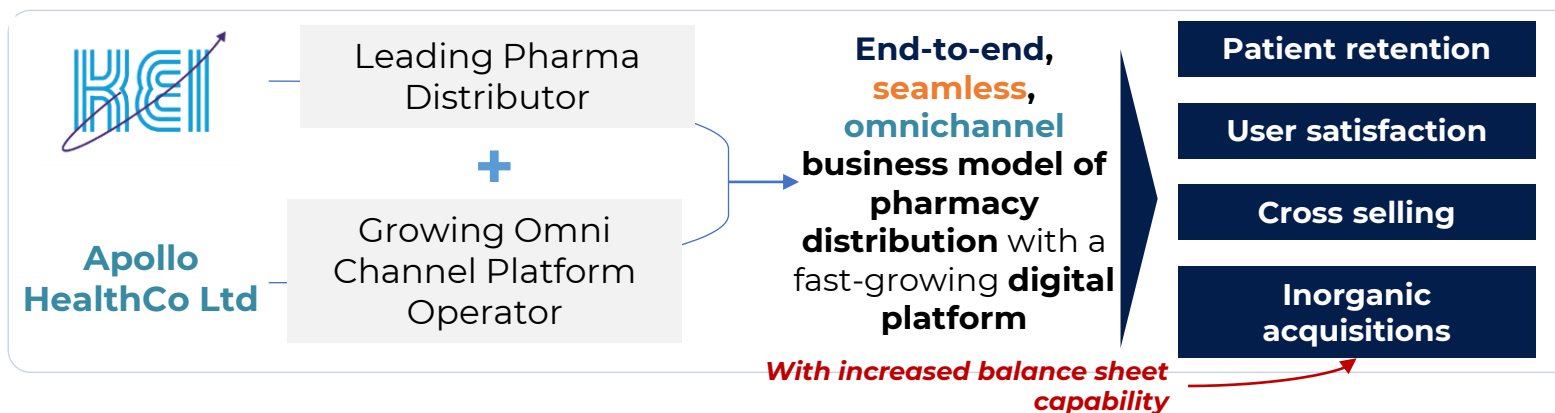 KEI
Leading Pharma
Distributor
+
Apollo
HealthCo Ltd
Growing Omni
Channel Platform
Operator
End-to-end,
seamless,
omnichannel
business model of
pharmacy
distribution with a
fast-growing digital
platform
Patient retention
User satisfaction
Cross selling
Inorganic
acquisitions
With increased balance sheet
capability